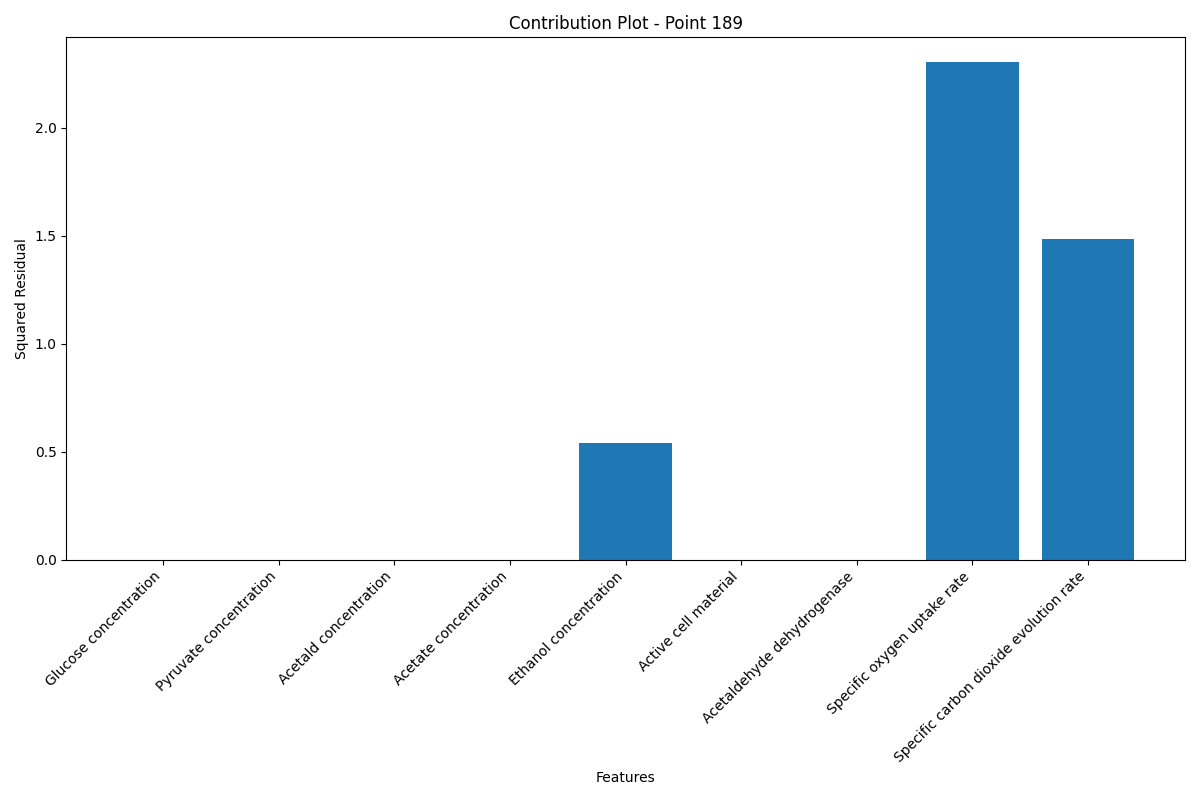 Contribution Plot - Point 189
Squared Residual
2.0
1.5
1.0
0.5
0.0
Glucose concentration
Pyruvate concentration
Acetald concentration
Acetate concentration
Ethanol concentration
Active cell material
Acetaldehyde dehydrogenase
Specific oxygen uptake rate
Specific carbon dioxide evolution rate
Features